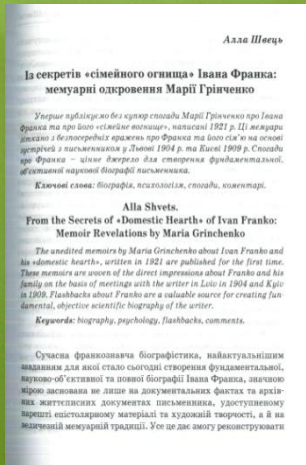 Алла Швець
Із секретів «сімейного огнища» Івана Франка:
мемуарні одкровення Марії Грінченко
Уперше публікуємо без купюр спогади Марії Грінченко про Івана
Франка та про його «сімейне вогнище», написані 1921 р. Ці мемуари
виткано з безпосередніх вражень про Франка та його сім'ю на основі
зустрічей з письменником у Львові 1904 р. та Києві 1909 р. Спогади
про Франка – цінне джерело для створення фундаментальної,
об'єктивної наукової біографії письменника.
Ключові слова: біографія, психологізм, спогади, коментарі.
Alla Shvets.
From the Secrets of «Domestic Hearth» of Ivan Franko:
Memoir Revelations by Maria Grinchenko
The unedited memoirs by Maria Grinchenko about Ivan Franko and
his «domestic hearth», written in 1921 are published for the first time.
These memoirs are woven of the direct impressions about Franko and his
family on the basis of meetings with the writer in Lviv in 1904 and Kyiv
in 1909. Flashbacks about Franko are a valuable source for creating fun-
damental, objective scientific biography of the writer.
Keywords: biography, psychology, flashbacks, comments.
Сучасна франкознавча біографістика, найактуальнішим
завданням для якої стало сьогодні створення фундаментальної,
науково-об'єктивної та повної біографії Івана Франка, значною
мірою заснована не лише на документальних фактах та архів-
них життєписних документах письменника, удоступненому
нарешті епістолярному матеріалі та художній творчості, а й на
величезній мемуарній традиції. Усе це дає змогу реконструювати